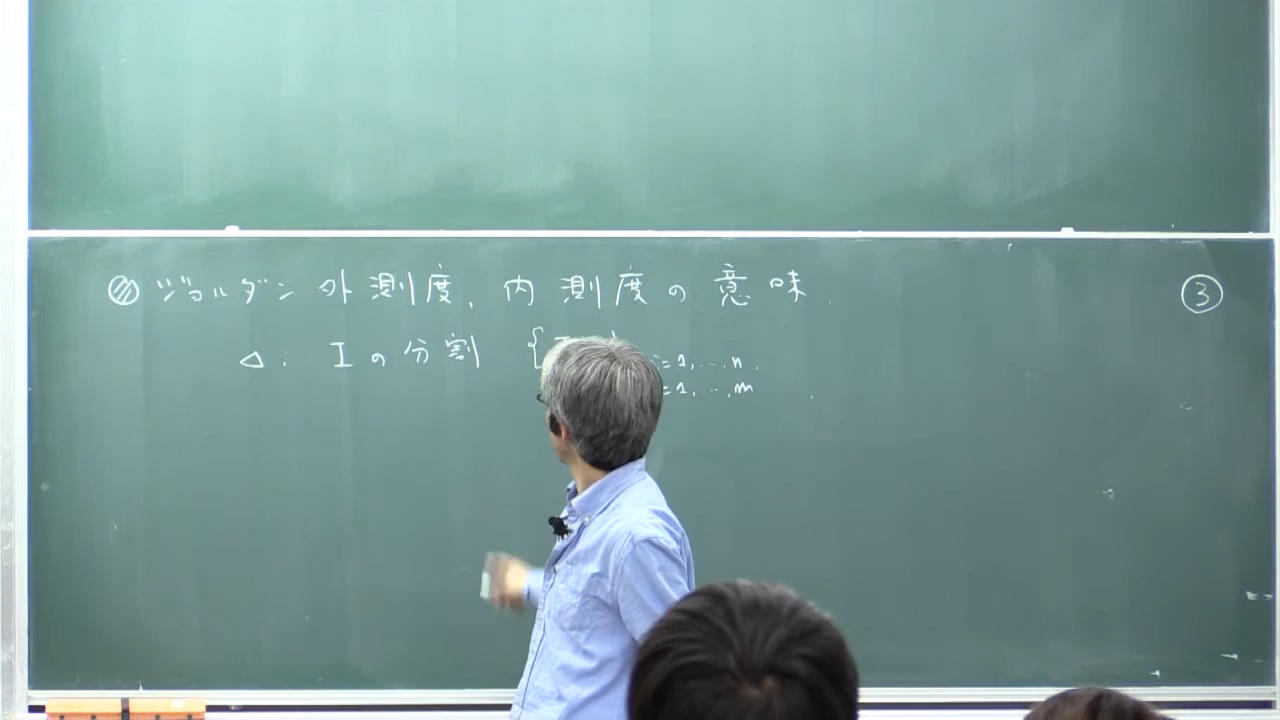 ジョルダン外測度、内測度の意味. ③
△: Iの分割 {I =1,...,n.
=1,...,m